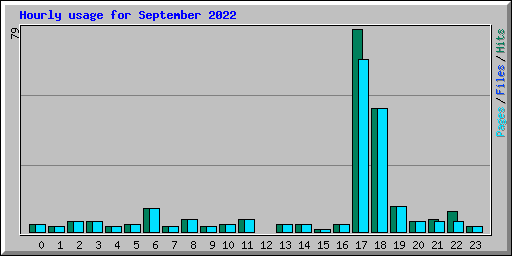 Hourly usage for September 2022
79
Pages/Files/Hits
0 1 2 3 4 5 6 7 8 9 10 11 12 13 14 15 16 17 18 19 20 21 22 23